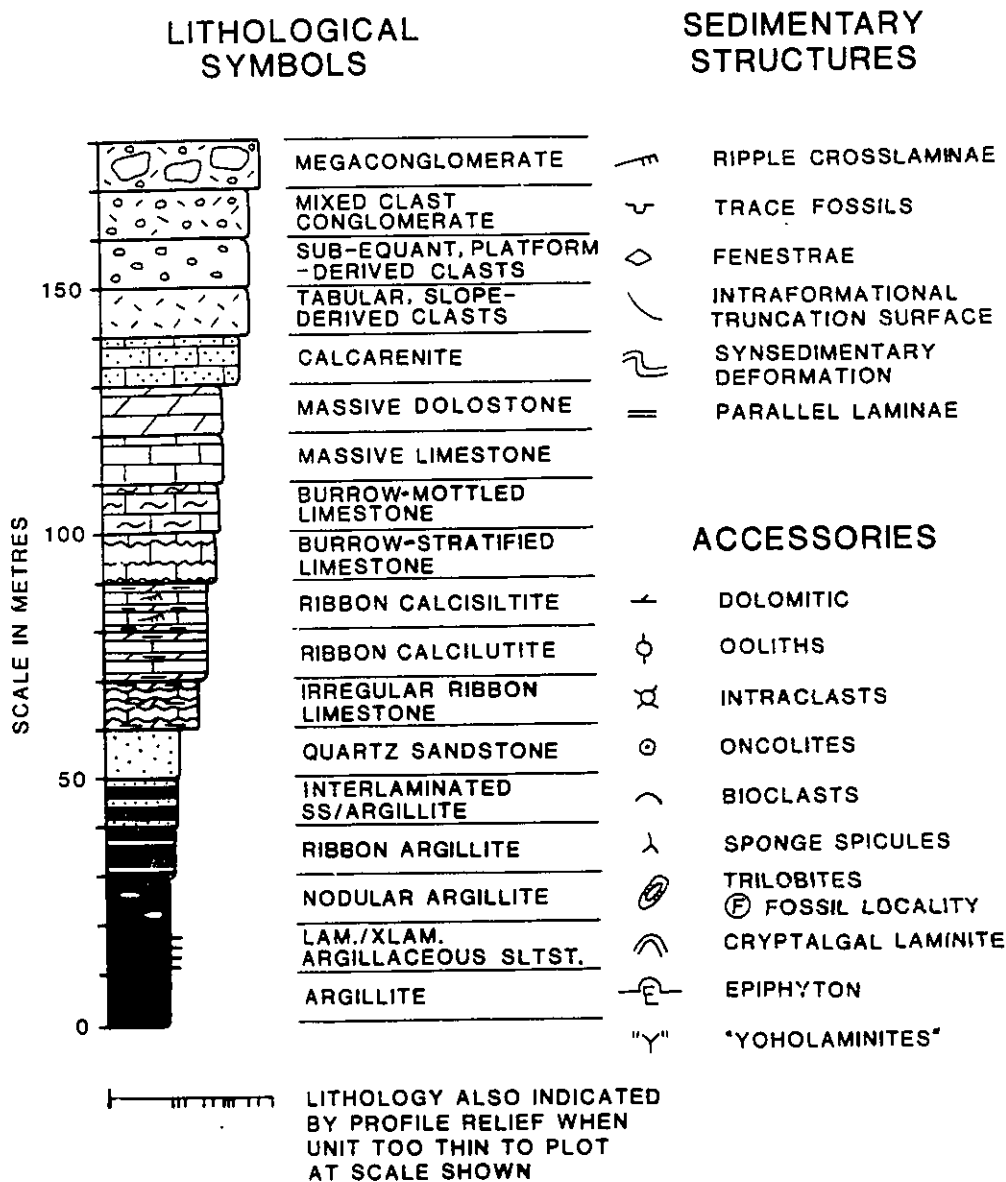 LITHOLOGICAL
SYMBOLS
MEGACONGLOMERATE
MIXED CLAST
CONGLOMERATE
SUB-EQUANT, PLATFORM
-DERIVED CLASTS
TABULAR, SLOPE-
DERIVED CLASTS
CALCARENITE
MASSIVE DOLOSTONE
MASSIVE LIMESTONE
BURROW-MOTTLED
LIMESTONE
BURROW-STRATIFIED
LIMESTONE
RIBBON CALCISILTITE
RIBBON CALCILUTITE
IRREGULAR RIBBON
LIMESTONE
QUARTZ SANDSTONE
INTERLAMINATED
SS/ARGILLITE
RIBBON ARGILLITE
NODULAR ARGILLITE
LAM./XLAM.
ARGILLACEOUS SLTST.
ARGILLITE
150
100
50
0
SCALE IN METRES
LITHOLOGY ALSO INDICATED
BY PROFILE RELIEF WHEN
UNIT TOO THIN TO PLOT
AT SCALE SHOWN
SEDIMENTARY
STRUCTURES
RIPPLE CROSSLAMINAE
TRACE FOSSILS
FENESTRAE
INTRAFORMATIONAL
TRUNCATION SURFACE
SYNSEDIMENTARY
DEFORMATION
PARALLEL LAMINAE
ACCESSORIES
DOLOMITIC
OOLITHS
INTRACLASTS
ONCOLITES
BIOCLASTS
SPONGE SPICULES
TRILOBITES
Ⓕ FOSSIL LOCALITY
CRYPTALGAL LAMINITE
E EPIPHYTON
"Y" "YOHOLAMINITES"